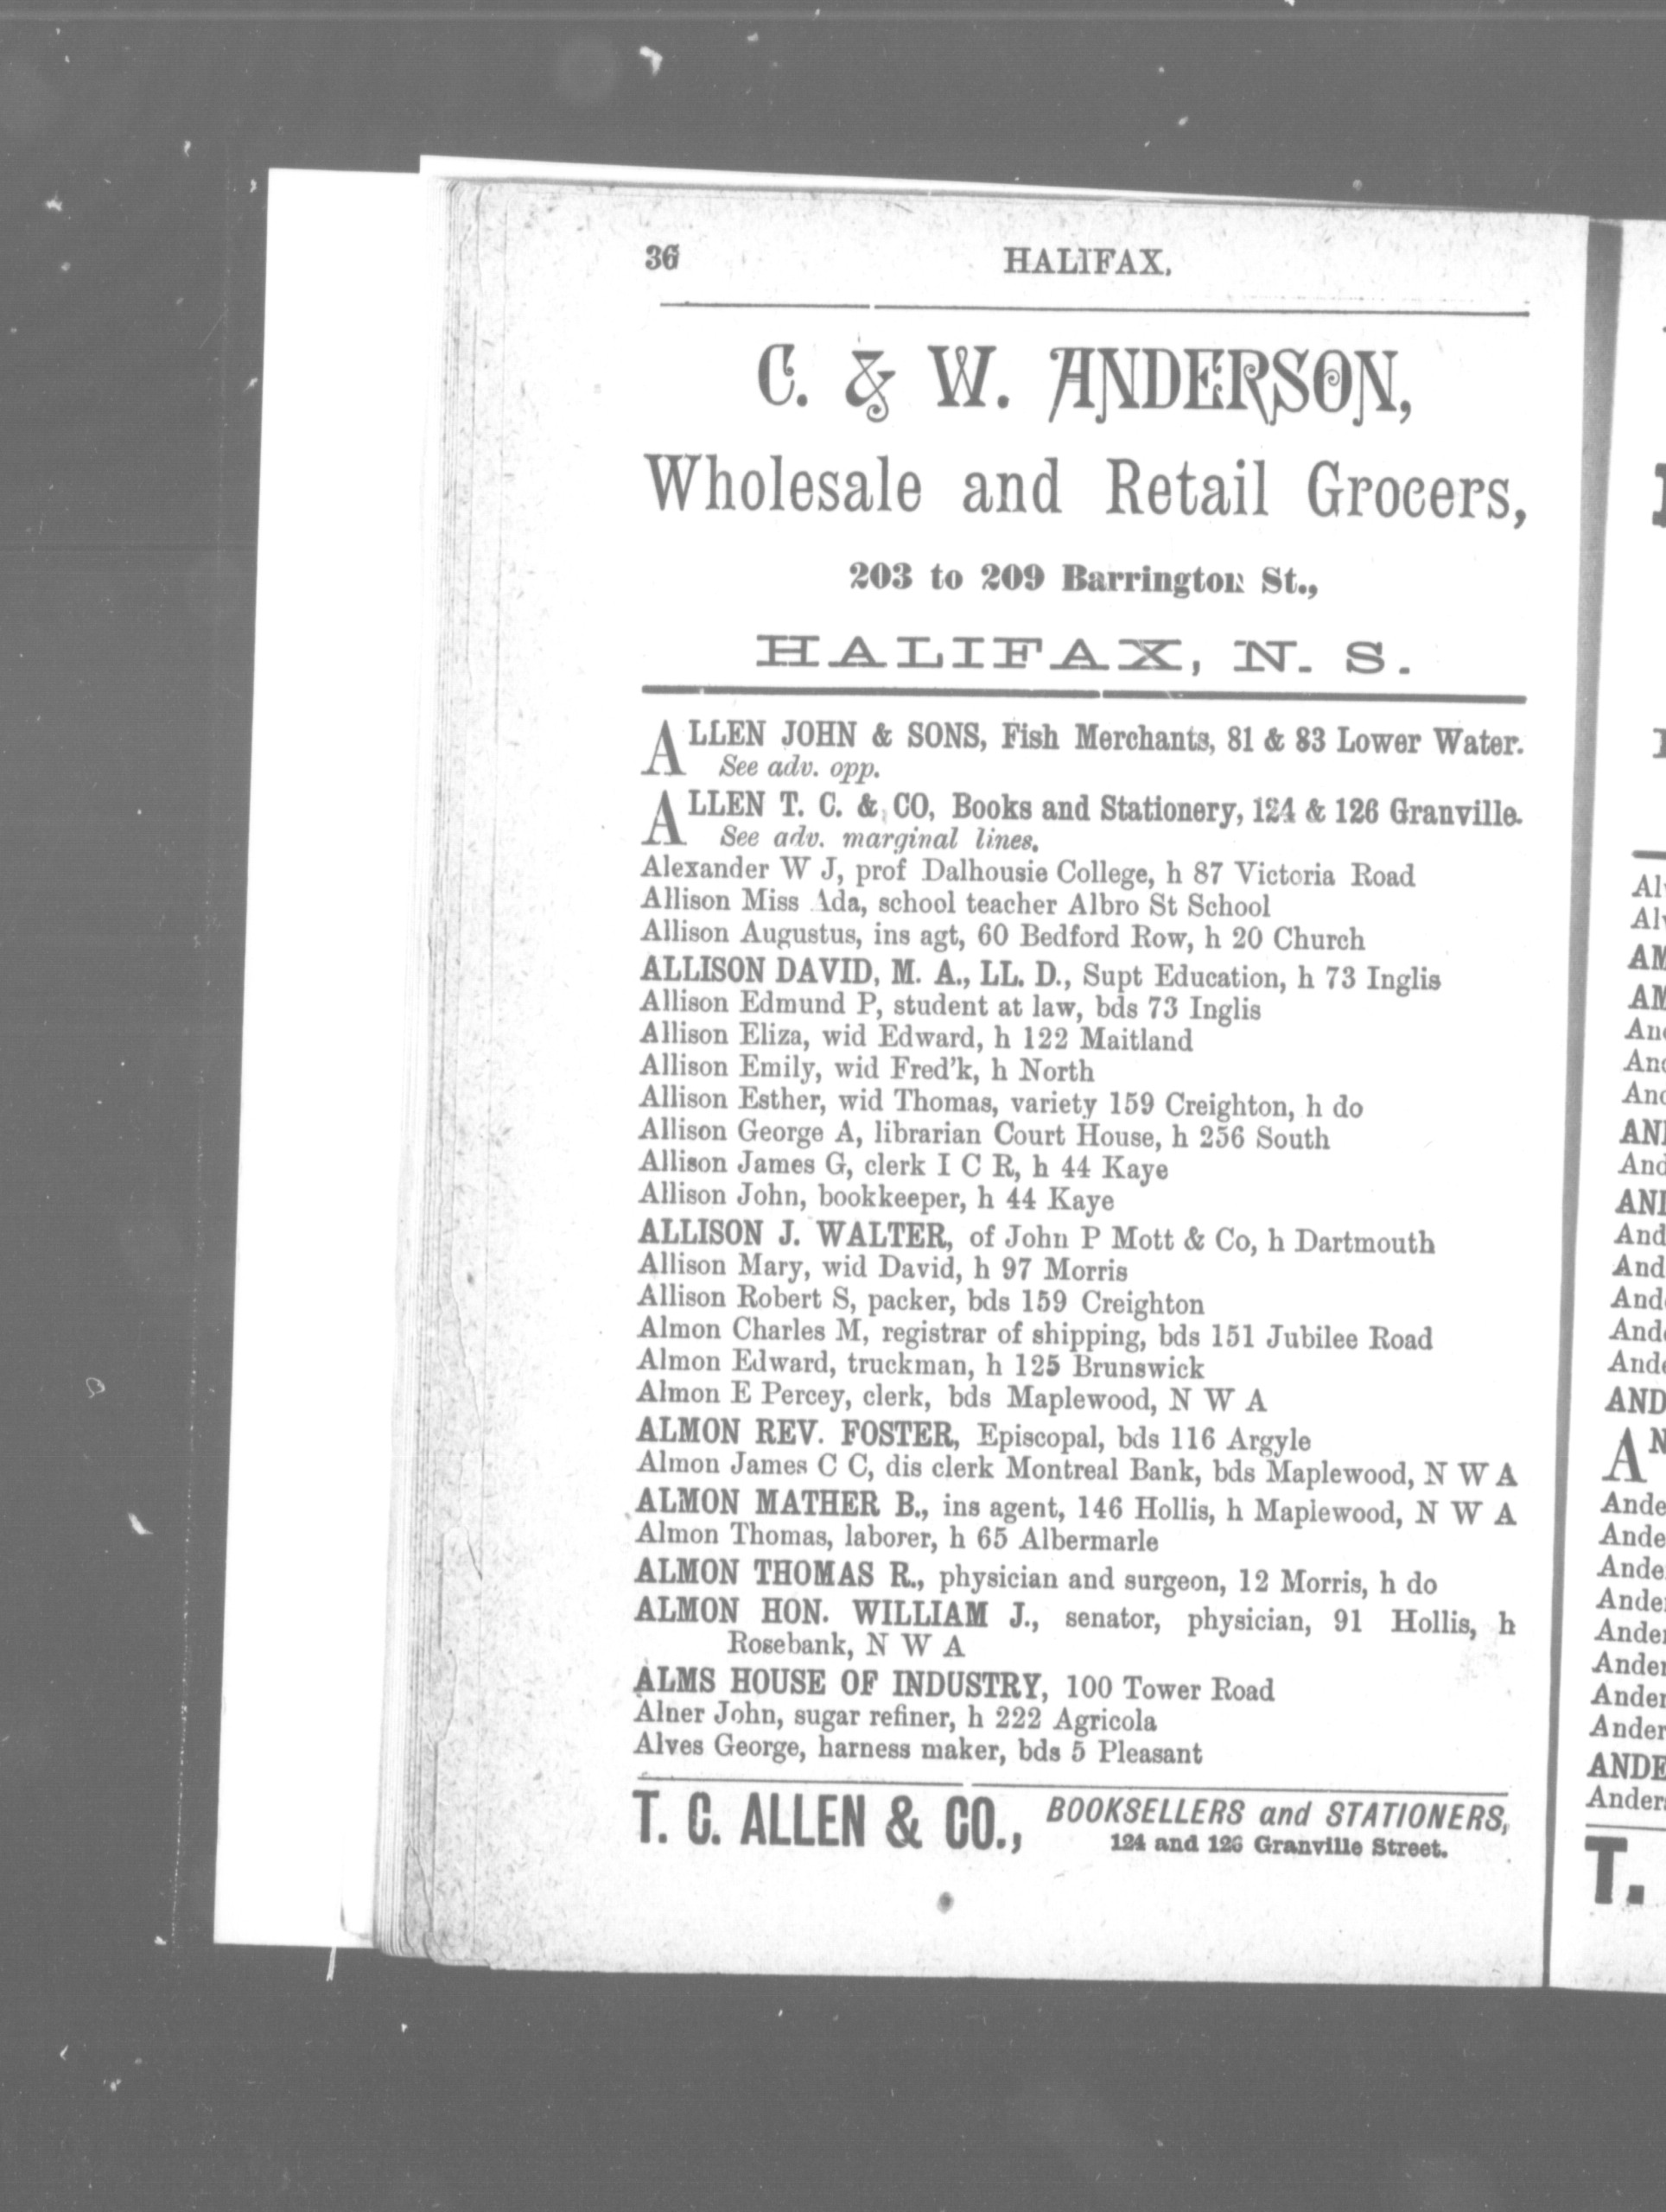 36
HALIFAX.
C. & W. ANDERSON,
Wholesale and Retail Grocers,
203 to 209 Barrington St.,
HALIFAX, N. S.
ALLEN JOHN & SONS, Fish Merchants, 81 & 83 Lower Water.
See adv. opp.
ALLEN T. C. & CO, Books and Stationery, 124 & 126 Granville.
See adv. marginal lines.
Alexander W J, prof Dalhousie College, h 87 Victoria Road
Allison Miss Ada, school teacher Albro St School
Allison Augustus, ins agt, 60 Bedford Row, h 20 Church
ALLISON DAVID, M. A., LL. D., Supt Education, h 73 Inglis
Allison Edmund P, student at law, bds 73 Inglis
Allison Eliza, wid Edward, h 122 Maitland
Allison Emily, wid Fred'k, h North
Allison Esther, wid Thomas, variety 159 Creighton, h do
Allison George A, librarian Court House, h 256 South
Allison James G, clerk I C R, h 44 Kaye
Allison John, bookkeeper, h 44 Kaye
ALLISON J. WALTER, of John P Mott & Co, h Dartmouth
Allison Mary, wid David, h 97 Morris
Allison Robert S, packer, bds 159 Creighton
Almon Charles M, registrar of shipping, bds 151 Jubilee Road
Almon Edward, truckman, h 125 Brunswick
Almon E Percey, clerk, bds Maplewood, N W A
ALMON REV. FOSTER, Episcopal, bds 116 Argyle
Almon James C C, dis clerk Montreal Bank, bds Maplewood, N W A
ALMON MATHER B., ins agent, 146 Hollis, h Maplewood, N W A
Almon Thomas, laborer, h 65 Albermarle
ALMON THOMAS R., physician and surgeon, 12 Morris, h do
ALMON HON. WILLIAM J., senator, physician, 91 Hollis, h
Rosebank, N W A
ALMS HOUSE OF INDUSTRY, 100 Tower Road
Alner John, sugar refiner, h 222 Agricola
Alves George, harness maker, bds 5 Pleasant
T. C. ALLEN & CO., BOOKSELLERS and STATIONERS,
124 and 126 Granville Street.